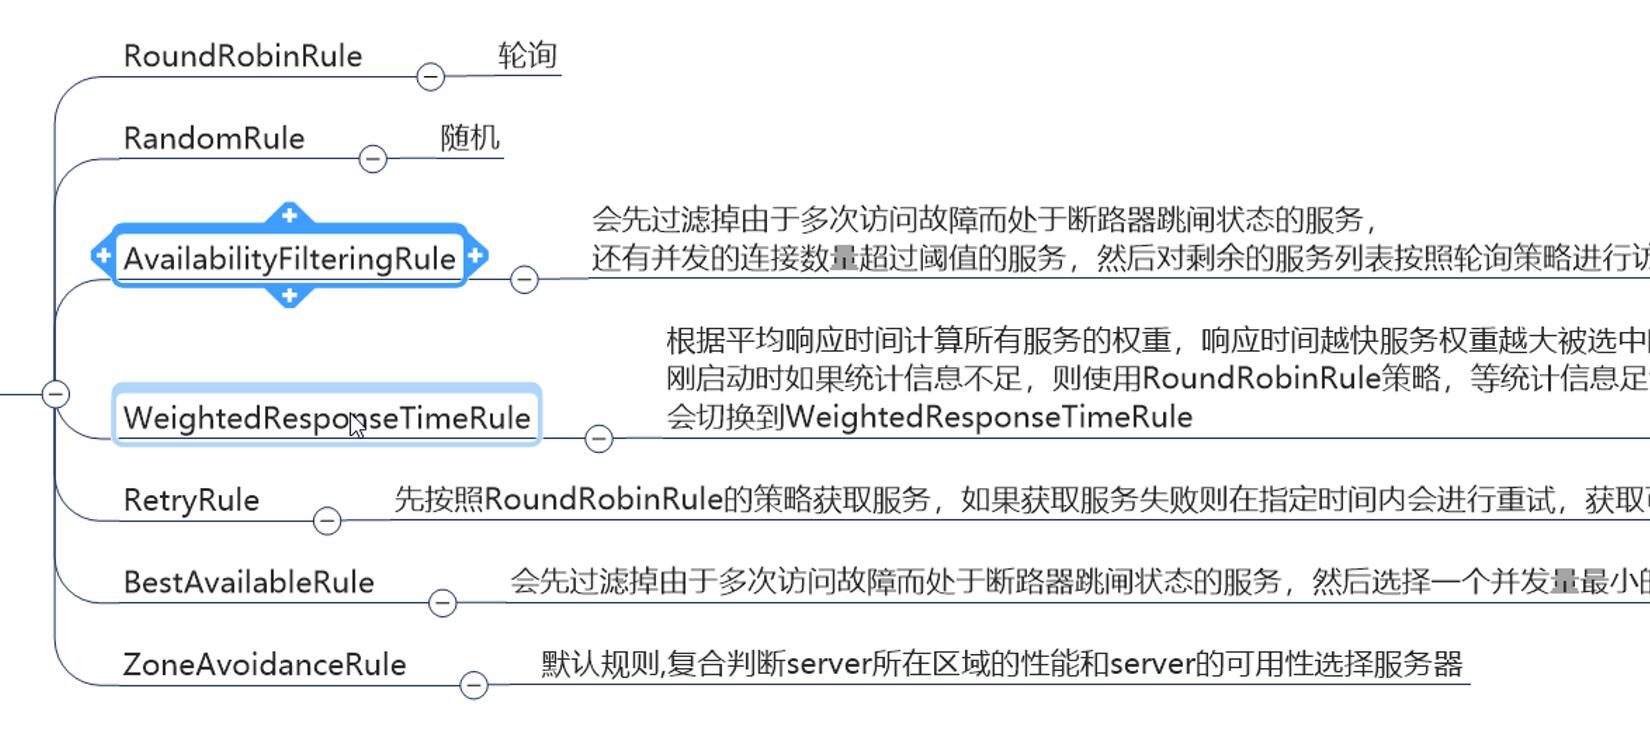 RoundRobinRule 轮询
RandomRule 随机
会先过滤掉由于多次访问故障而处于断路器跳闸状态的服务，
AvailabilityFilteringRule 还有并发的连接数量超过阈值的服务，然后对剩余的服务列表按照轮询策略进行
根据平均响应时间计算所有服务的权重，响应时间越快服务权重越大被选中
刚启动时如果统计信息不足，则使用RoundRobinRule策略，等统计信息足
WeightedResponseTimeRule 会切换到WeightedResponseTimeRule
RetryRule 先按照RoundRobinRule的策略获取服务，如果获取服务失败则在指定时间内会进行重试，获取
BestAvailableRule 会先过滤掉由于多次访问故障而处于断路器跳闸状态的服务，然后选择一个并发量最小
ZoneAvoidanceRule 默认规则,复合判断server所在区域的性能和server的可用性选择服务器